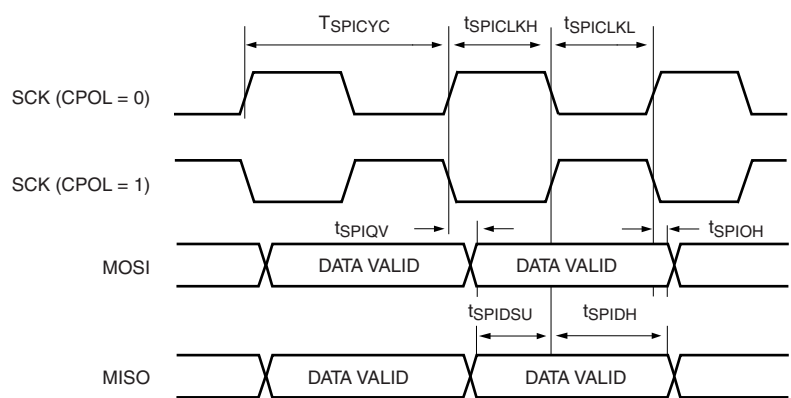 TSPICYC tSPICLKH tSPICLKL
SCK (CPOL = 0)
SCK (CPOL = 1)
tSPIQV tSPIOH
MOSI DATA VALID DATA VALID
tSPIDSU tSPIDH
MISO DATA VALID DATA VALID